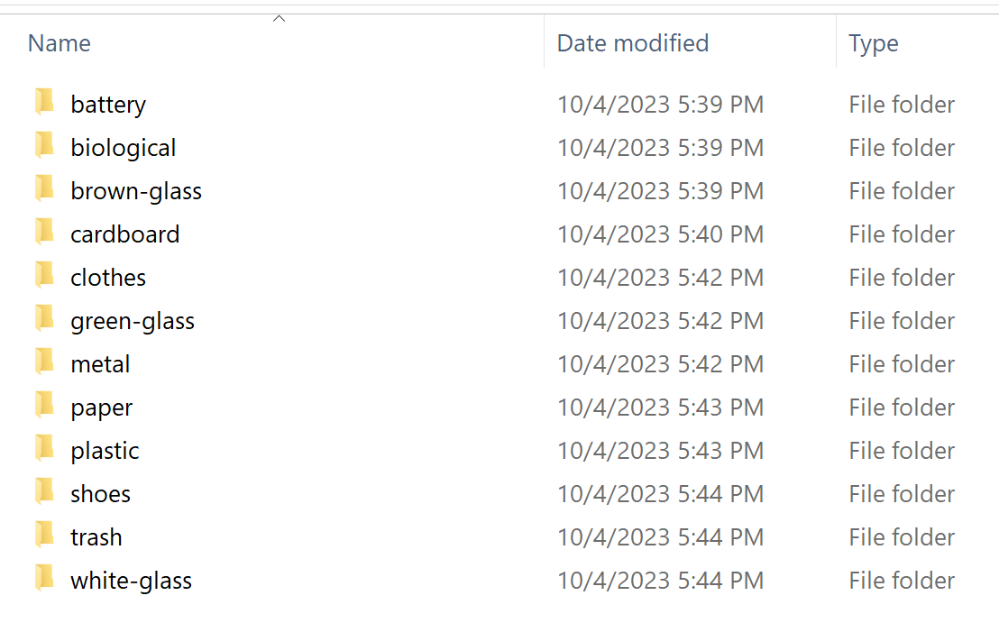 Name Date modified Type
battery 10/4/2023 5:39 PM File folder
biological 10/4/2023 5:39 PM File folder
brown-glass 10/4/2023 5:39 PM File folder
cardboard 10/4/2023 5:40 PM File folder
clothes 10/4/2023 5:42 PM File folder
green-glass 10/4/2023 5:42 PM File folder
metal 10/4/2023 5:42 PM File folder
paper 10/4/2023 5:43 PM File folder
plastic 10/4/2023 5:43 PM File folder
shoes 10/4/2023 5:44 PM File folder
trash 10/4/2023 5:44 PM File folder
white-glass 10/4/2023 5:44 PM File folder